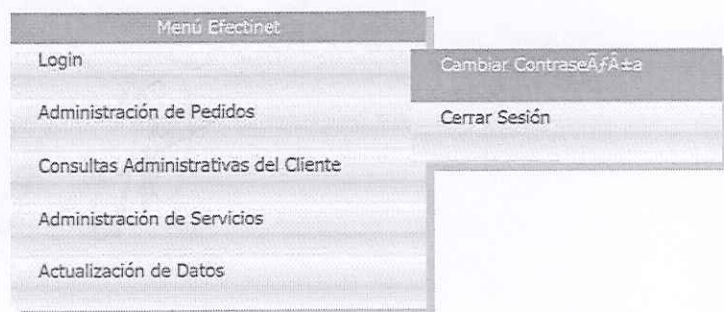 Menú Efectinet
Login
Cambiar ContraseÃƒÂ±a
Administración de Pedidos
Cerrar Sesión
Consultas Administrativas del Cliente
Administración de Servicios
Actualización de Datos